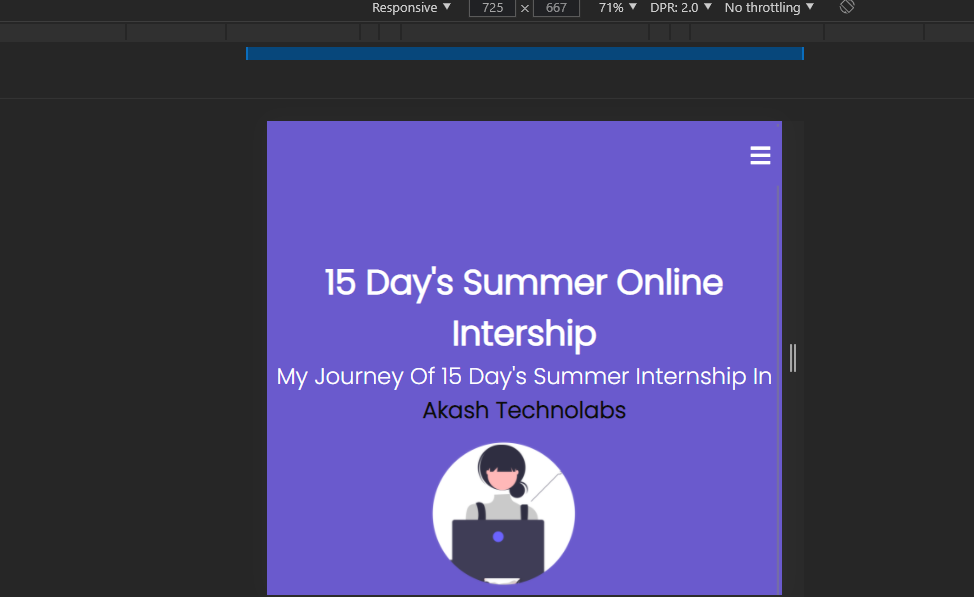 Responsive ▼ 725 × 667 71% ▼ DPR: 2.0 ▼ No throttling ▼
15 Day's Summer Online
Intership
My Journey Of 15 Day's Summer Internship In
Akash Technolabs